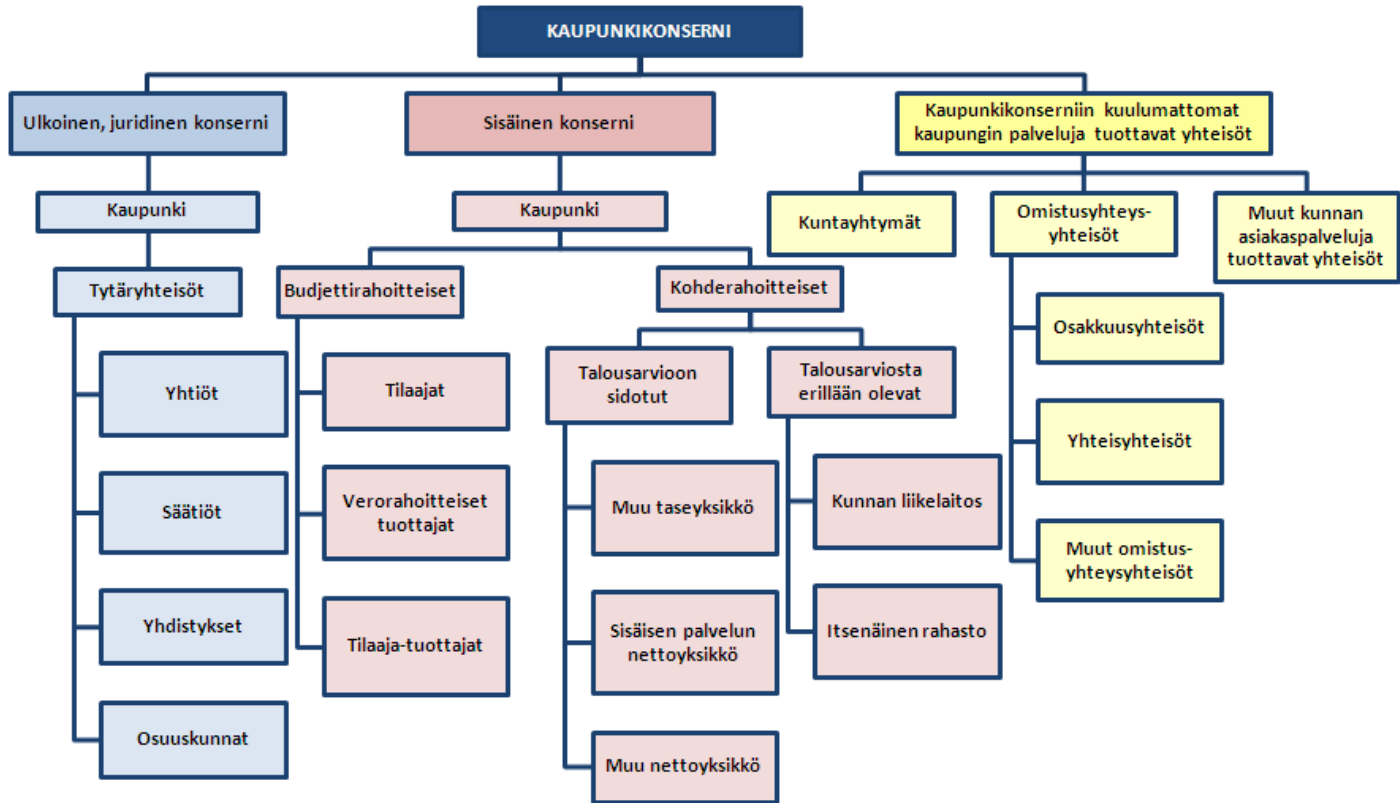 KAUPUNKIKONSERNI
Ulkoinen, juridinen konserni
Kaupunki
Tytäryhteisöt
Yhtiöt
Säätiöt
Yhdistykset
Osuuskunnat
Sisäinen konserni
Kaupunki
Budjettirahoitteiset
Tilaajat
Verorahoitteiset
tuottajat
Tilaaja-tuottajat
Kohderahoitteiset
Talousarvioon
sidotut
Muu taseyksikkö
Sisäisen palvelun
nettoyksikkö
Muu nettoyksikkö
Talousarviosta
erillään olevat
Kunnan liikelaitos
Itsenäinen rahasto
Kaupunkikonserniin kuulumattomat
kaupungin palveluja tuottavat yhteisöt
Kuntayhtymät
Omistusyhteys-
yhteisöt
Osakkuusyhteisöt
Yhteisyhteisöt
Muut omistus-
yhteysyhteisöt
Muut kunnan
asiakaspalveluja
tuottavat yhteisöt